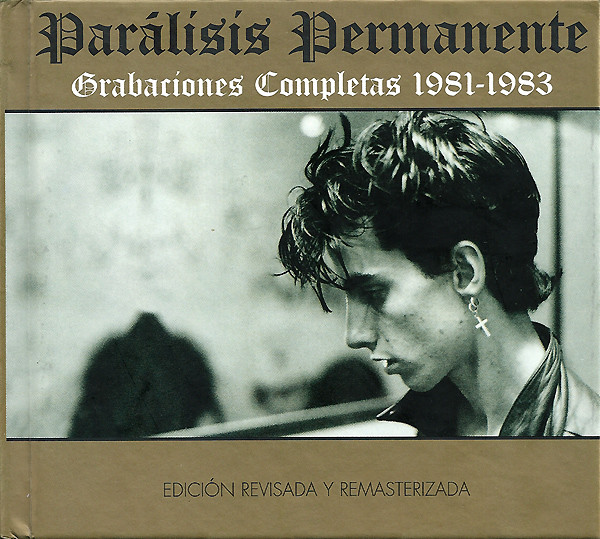 Parálisis Permanente
Grabaciones Completas 1981-1983
EDICIÓN REVISADA Y REMASTERIZADA